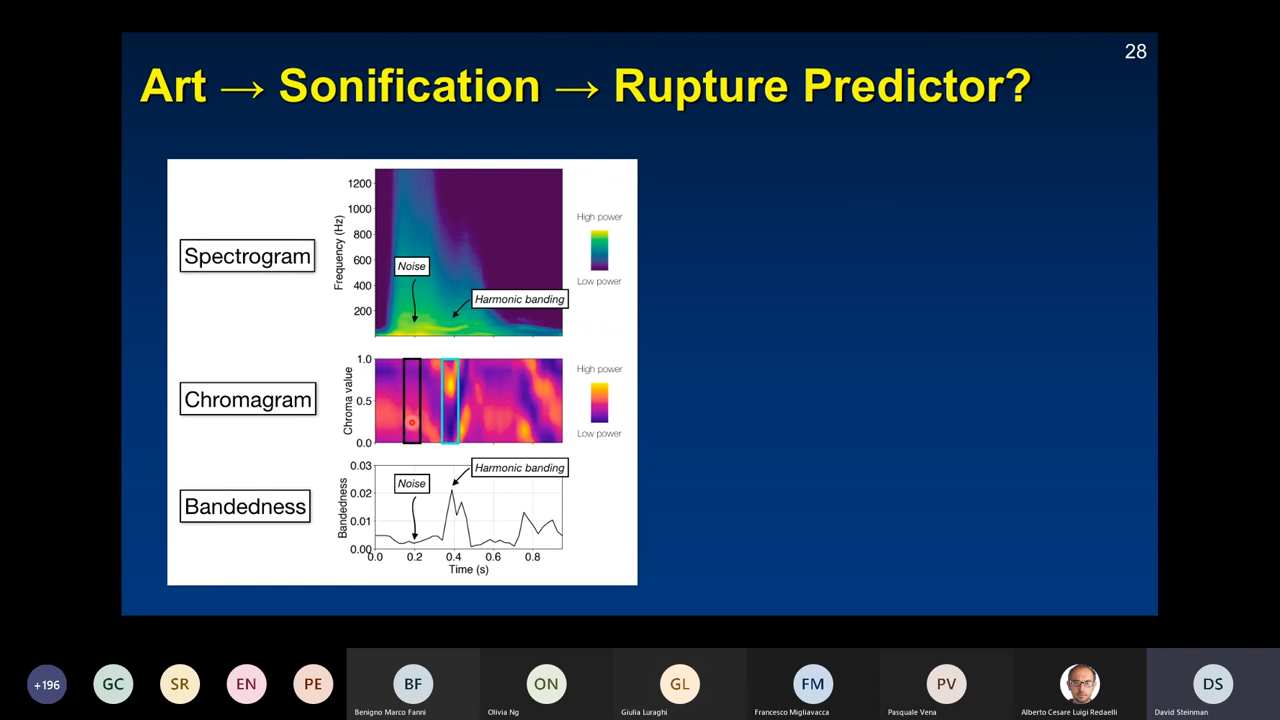 28
Art → Sonification → Rupture Predictor?
Spectrogram
Frequency (Hz)
1200
1000
800
600
400
200
Noise
Harmonic banding
High power
Low power
Chromagram
Chroma value
1.0
0.5
0.0
High power
Low power
Bandedness
Bandedness
0.03
0.02
0.01
0.00
Noise
Harmonic banding
0.0 0.2 0.4 0.6 0.8
Time (s)
+196
GC
SR
EN
PE
BF
Benigno Marco Fanni
ON
Olivia Ng
GL
Giulia Luraghi
FM
Francesco Migliavacca
PV
Pasquale Vena
Alberto Cesare Luigi Redaelli
DS
David Steinman